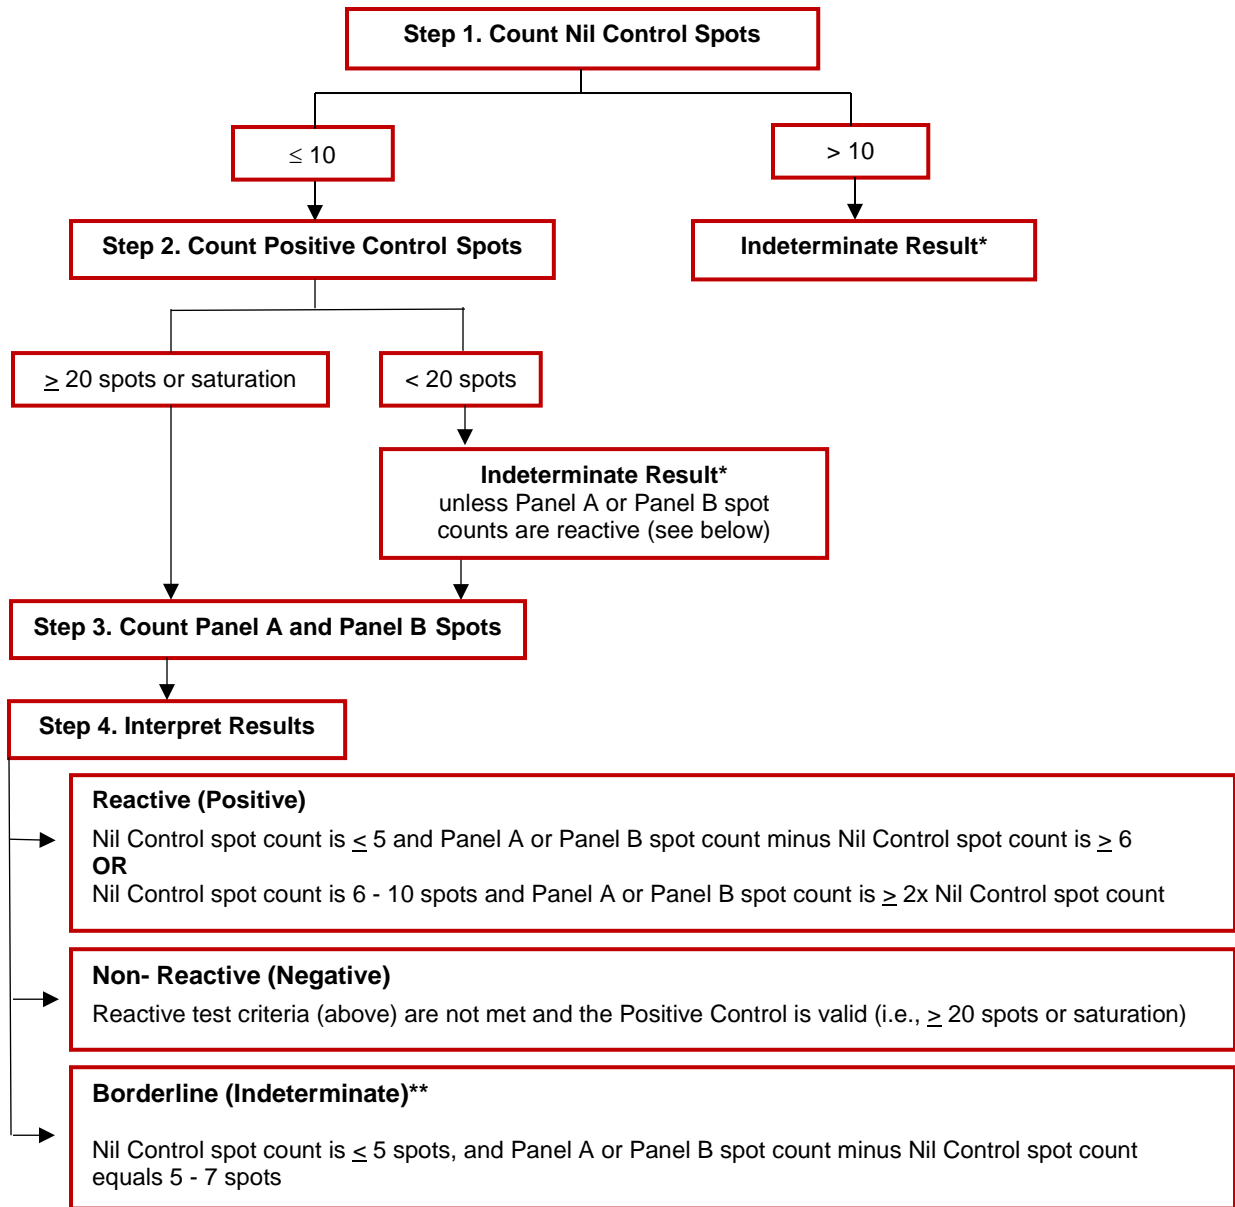 Step 1. Count Nil Control Spots
≤ 10
> 10
Step 2. Count Positive Control Spots
Indeterminate Result*
≥ 20 spots or saturation
< 20 spots
Indeterminate Result*
unless Panel A or Panel B spot
counts are reactive (see below)
Step 3. Count Panel A and Panel B Spots
Step 4. Interpret Results
Reactive (Positive)
Nil Control spot count is ≤ 5 and Panel A or Panel B spot count minus Nil Control spot count is ≥ 6
OR
Nil Control spot count is 6 - 10 spots and Panel A or Panel B spot count is ≥ 2x Nil Control spot count
Non- Reactive (Negative)
Reactive test criteria (above) are not met and the Positive Control is valid (i.e., ≥ 20 spots or saturation)
Borderline (Indeterminate)**
Nil Control spot count is ≤ 5 spots, and Panel A or Panel B spot count minus Nil Control spot count
equals 5 - 7 spots